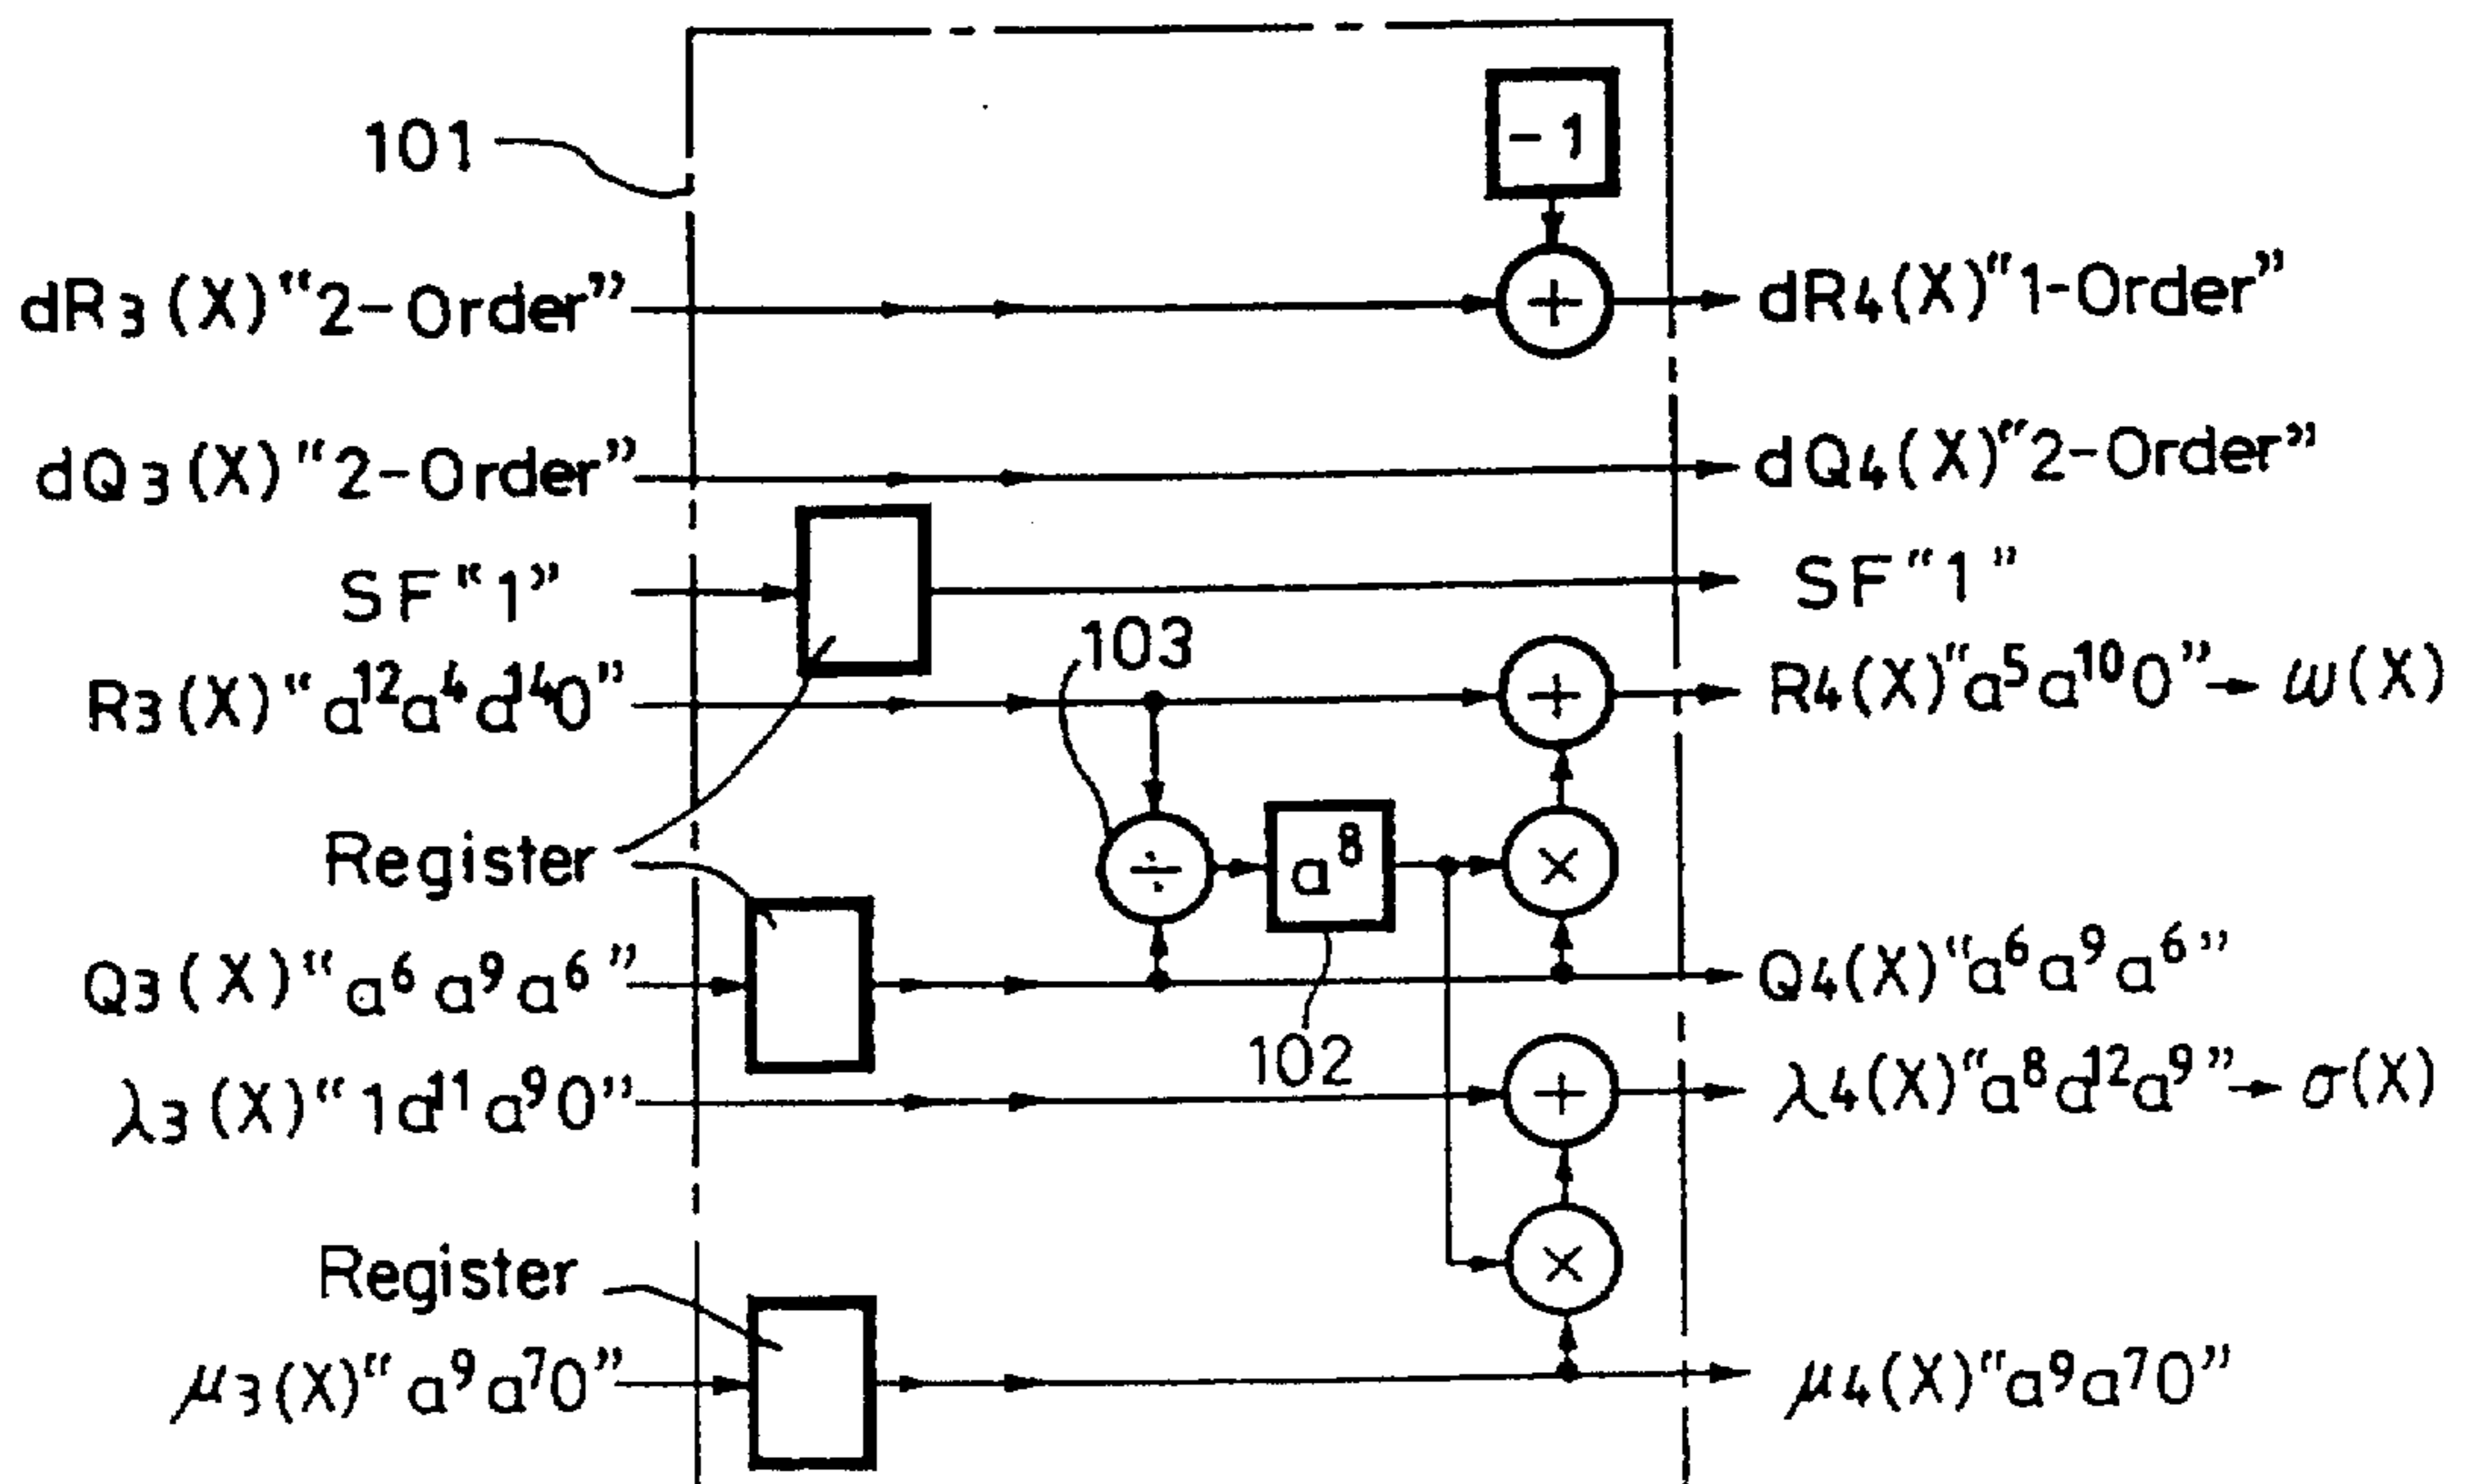 101
-1
+
dR3(X)“2-Order”
dR4(X)“1-Order”
dQ3(X)“2-Order”
dQ4(X)“2-Order”
SF“1”
SF“1”
103
R3(X)“a12a4a140”
+
R4(X)“a5a100”→ω(X)
Register
÷
a8
×
Q3(X)“a6a9a6”
Q4(X)“a6a9a6”
102
λ3(X)“1a11a90”
+
λ4(X)“a8a12a9”→σ(X)
Register
×
μ3(X)“a9a70”
μ4(X)“a9a70”